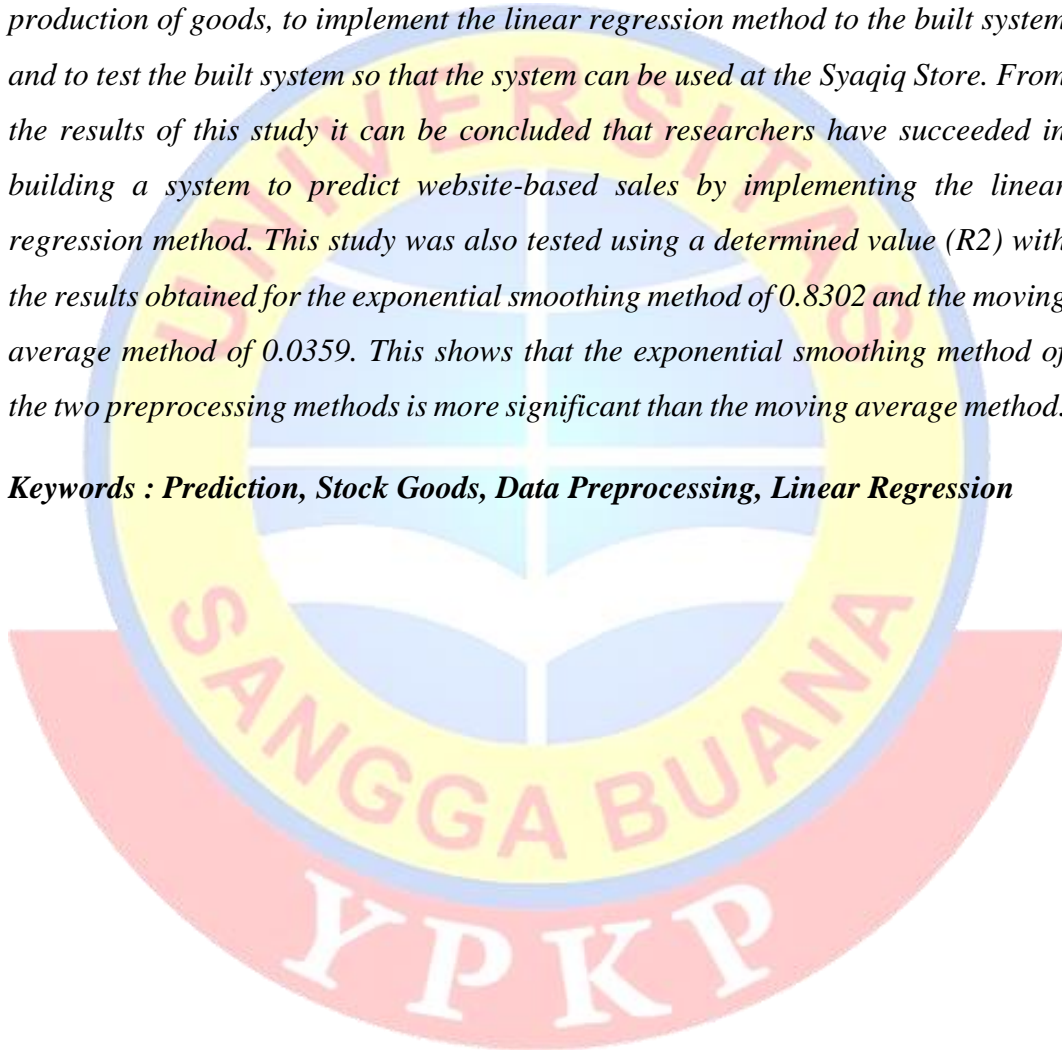 production of goods, to implement the linear regression method to the built system
and to test the built system so that the system can be used at the Syaqiq Store. From
the results of this study it can be concluded that researchers have succeeded in
building a system to predict website-based sales by implementing the linear
regression method. This study was also tested using a determined value (R2) with
the results obtained for the exponential smoothing method of 0.8302 and the moving
average method of 0.0359. This shows that the exponential smoothing method of
the two preprocessing methods is more significant than the moving average method.
Keywords : Prediction, Stock Goods, Data Preprocessing, Linear Regression
UNIVERSITAS
SANGGA BUANA
YPKP